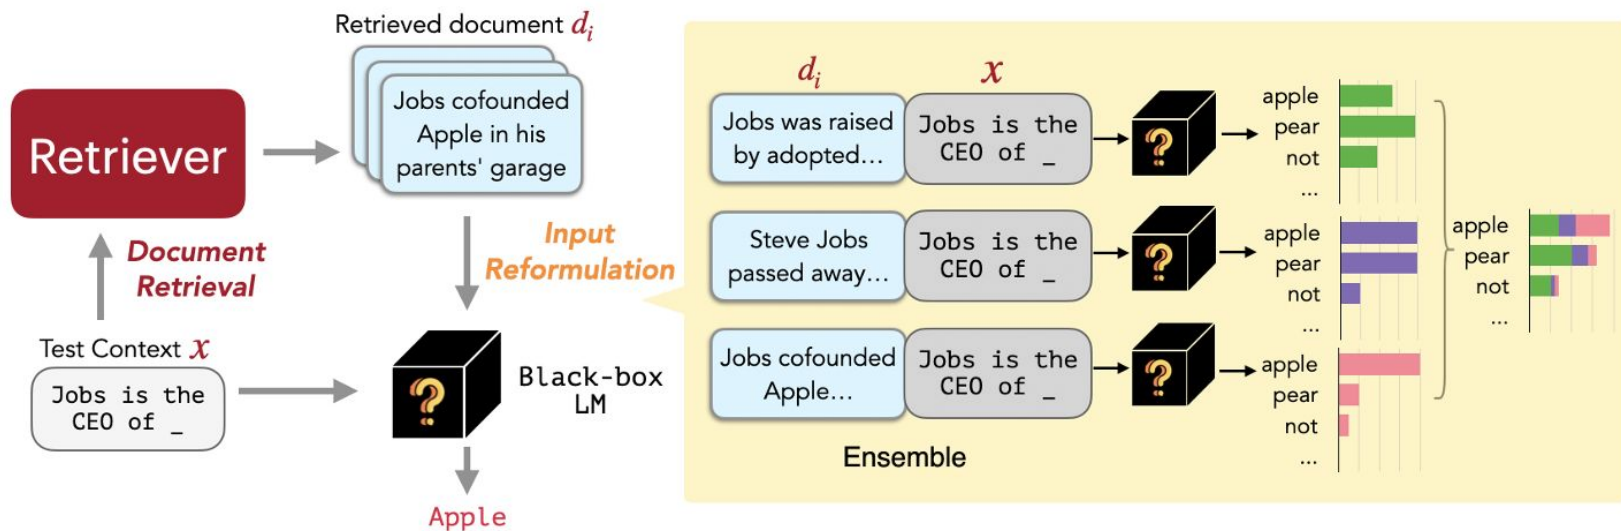 Retrieved document dᵢ
Retriever
Jobs cofounded
Apple in his
parents' garage
Document
Retrieval
Input
Reformulation
Test Context x
Jobs is the
CEO of _
?
Black-box
LM
Apple
dᵢ
x
Jobs was raised
by adopted...
Jobs is the
CEO of _
?
apple
pear
not
...
Steve Jobs
passed away...
Jobs is the
CEO of _
?
apple
pear
not
...
Jobs cofounded
Apple...
Jobs is the
CEO of _
?
apple
pear
not
...
Ensemble
apple
pear
not
...